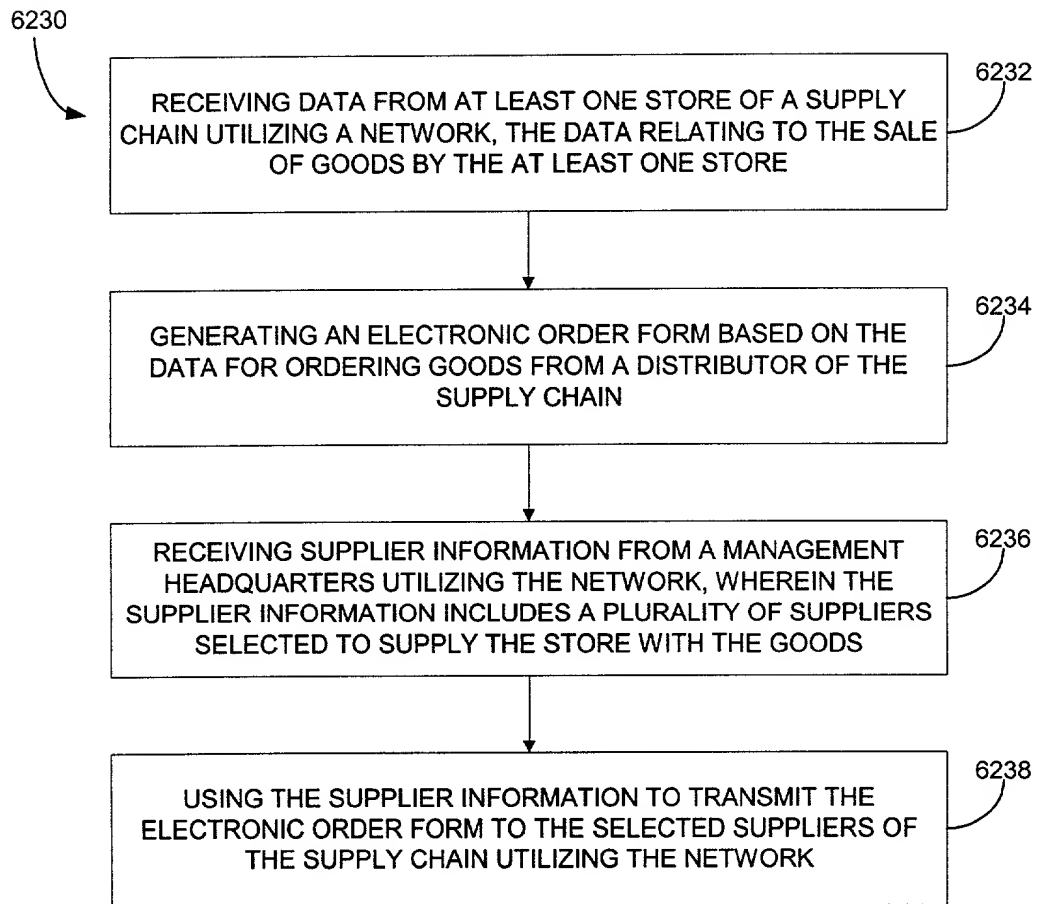 6230
6232
RECEIVING DATA FROM AT LEAST ONE STORE OF A SUPPLY
CHAIN UTILIZING A NETWORK, THE DATA RELATING TO THE SALE
OF GOODS BY THE AT LEAST ONE STORE
6234
GENERATING AN ELECTRONIC ORDER FORM BASED ON THE
DATA FOR ORDERING GOODS FROM A DISTRIBUTOR OF THE
SUPPLY CHAIN
6236
RECEIVING SUPPLIER INFORMATION FROM A MANAGEMENT
HEADQUARTERS UTILIZING THE NETWORK, WHEREIN THE
SUPPLIER INFORMATION INCLUDES A PLURALITY OF SUPPLIERS
SELECTED TO SUPPLY THE STORE WITH THE GOODS
6238
USING THE SUPPLIER INFORMATION TO TRANSMIT THE
ELECTRONIC ORDER FORM TO THE SELECTED SUPPLIERS OF
THE SUPPLY CHAIN UTILIZING THE NETWORK